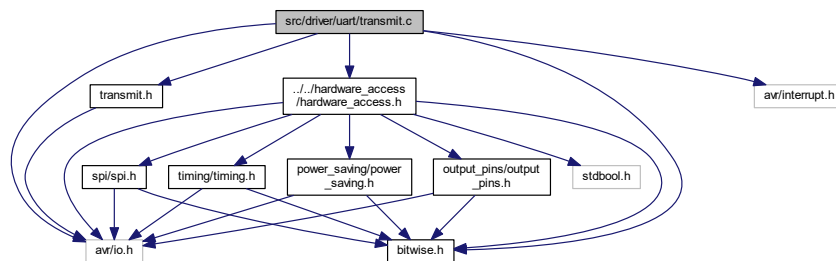 src/driver/uart/transmit.c
transmit.h
../../hardware_access
/hardware_access.h
avr/interrupt.h
spi/spi.h
timing/timing.h
power_saving/power
_saving.h
output_pins/output
_pins.h
stdbool.h
avr/io.h
bitwise.h